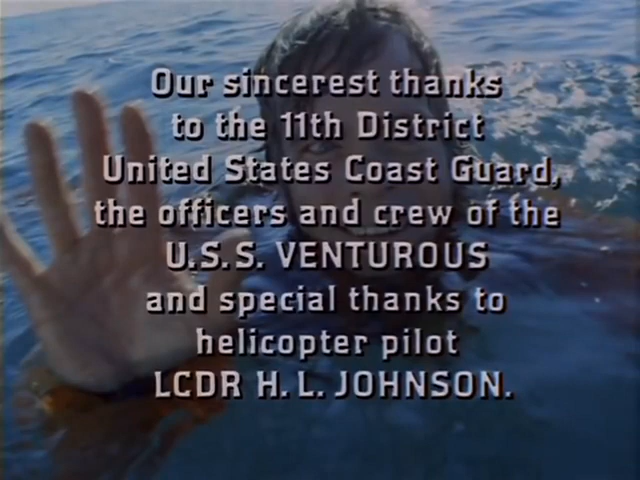 Our sincerest thanks
to the 11th District
United States Coast Guard,
the officers and crew of the
U.S.S. VENTUROUS
and special thanks to
helicopter pilot
LCDR H. L. JOHNSON.